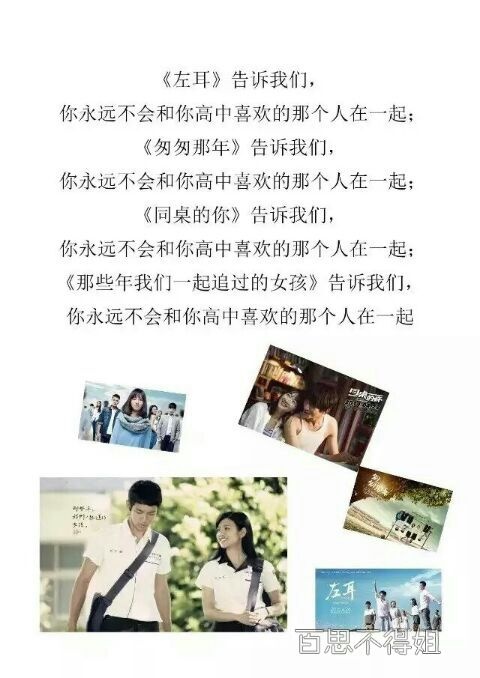 《左耳》告诉我们，
你永远不会和你高中喜欢的那个人在一起；
《匆匆那年》告诉我们，
你永远不会和你高中喜欢的那个人在一起；
《同桌的你》告诉我们，
你永远不会和你高中喜欢的那个人在一起；
《那些年我们一起追过的女孩》告诉我们，
你永远不会和你高中喜欢的那个人在一起
同桌的你
那些年，
左耳
百思不得姐